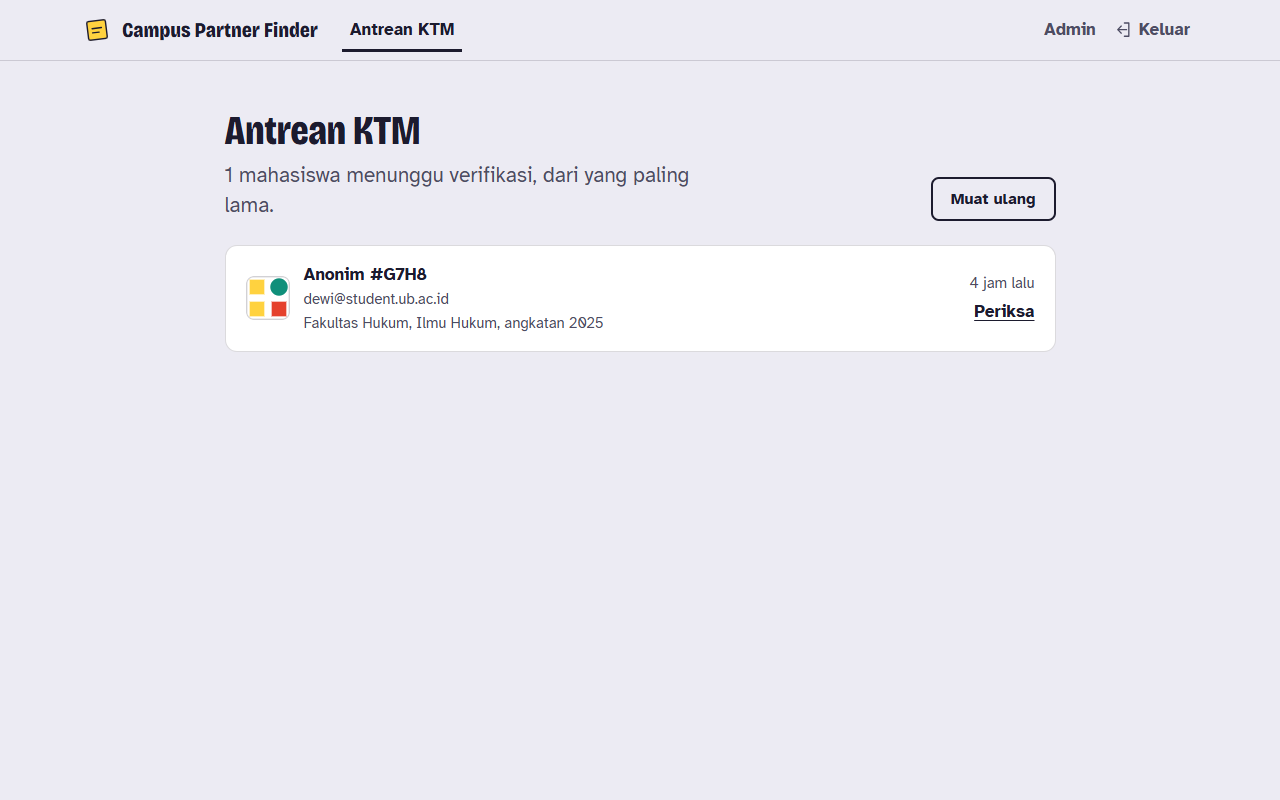 Campus Partner Finder
Antrean KTM
Admin
Keluar
Antrean KTM
1 mahasiswa menunggu verifikasi, dari yang paling
lama.
Muat ulang
Anonim #G7H8
dewi@student.ub.ac.id
Fakultas Hukum, Ilmu Hukum, angkatan 2025
4 jam lalu
Periksa